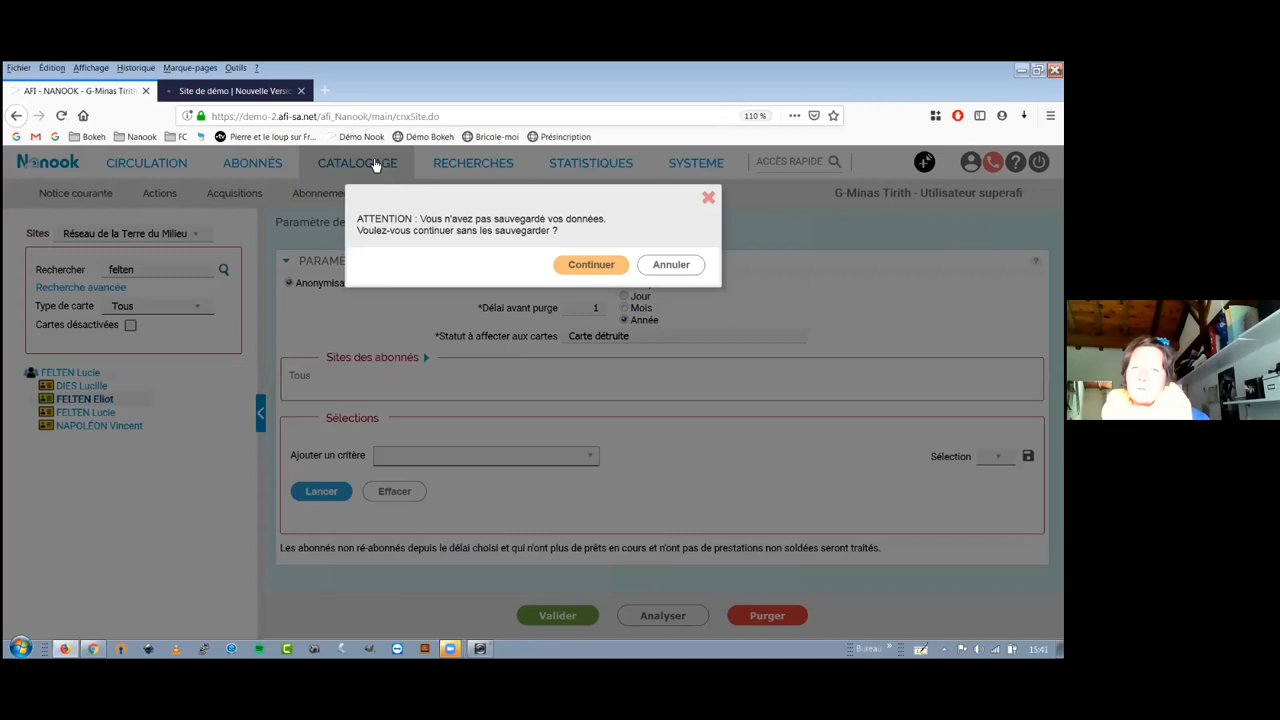 Fichier Édition Affichage Historique Marque-pages Outils ?
AFI - NANOOK - G-Minas Tirith
Site de démo | Nouvelle Versic
https://demo-2.afi-sa.net/afi_Nanook/main/cnxSite.do
110 %
Bokeh Nanook FC Pierre et le loup sur Fr... Démo Nook Démo Bokeh Bricole-moi Présincription
Nanook CIRCULATION ABONNÉS CATALOGAGE RECHERCHES STATISTIQUES SYSTEME ACCÈS RAPIDE
Notice courante Actions Acquisitions Abonneme G-Minas Tirith - Utilisateur superafi
ATTENTION : Vous n'avez pas sauvegardé vos données.
Voulez-vous continuer sans les sauvegarder ?
Continuer Annuler
Sites Réseau de la Terre du Milieu
Rechercher felten
Recherche avancée
Type de carte Tous
Cartes désactivées
FELTEN Lucie
DIES Lucille
FELTEN Eliot
FELTEN Lucie
NAPOLÉON Vincent
Paramètre de
PARAME
Anonymisa
Jour
*Délai avant purge 1 Mois
Année
*Statut à affecter aux cartes Carte détruite
Sites des abonnés
Tous
Sélections
Ajouter un critère Sélection
Lancer Effacer
Les abonnés non ré-abonnés depuis le délai choisi et qui n'ont plus de prêts en cours et n'ont pas de prestations non soldées seront traités.
Valider Analyser Purger
Bureau » 15:41